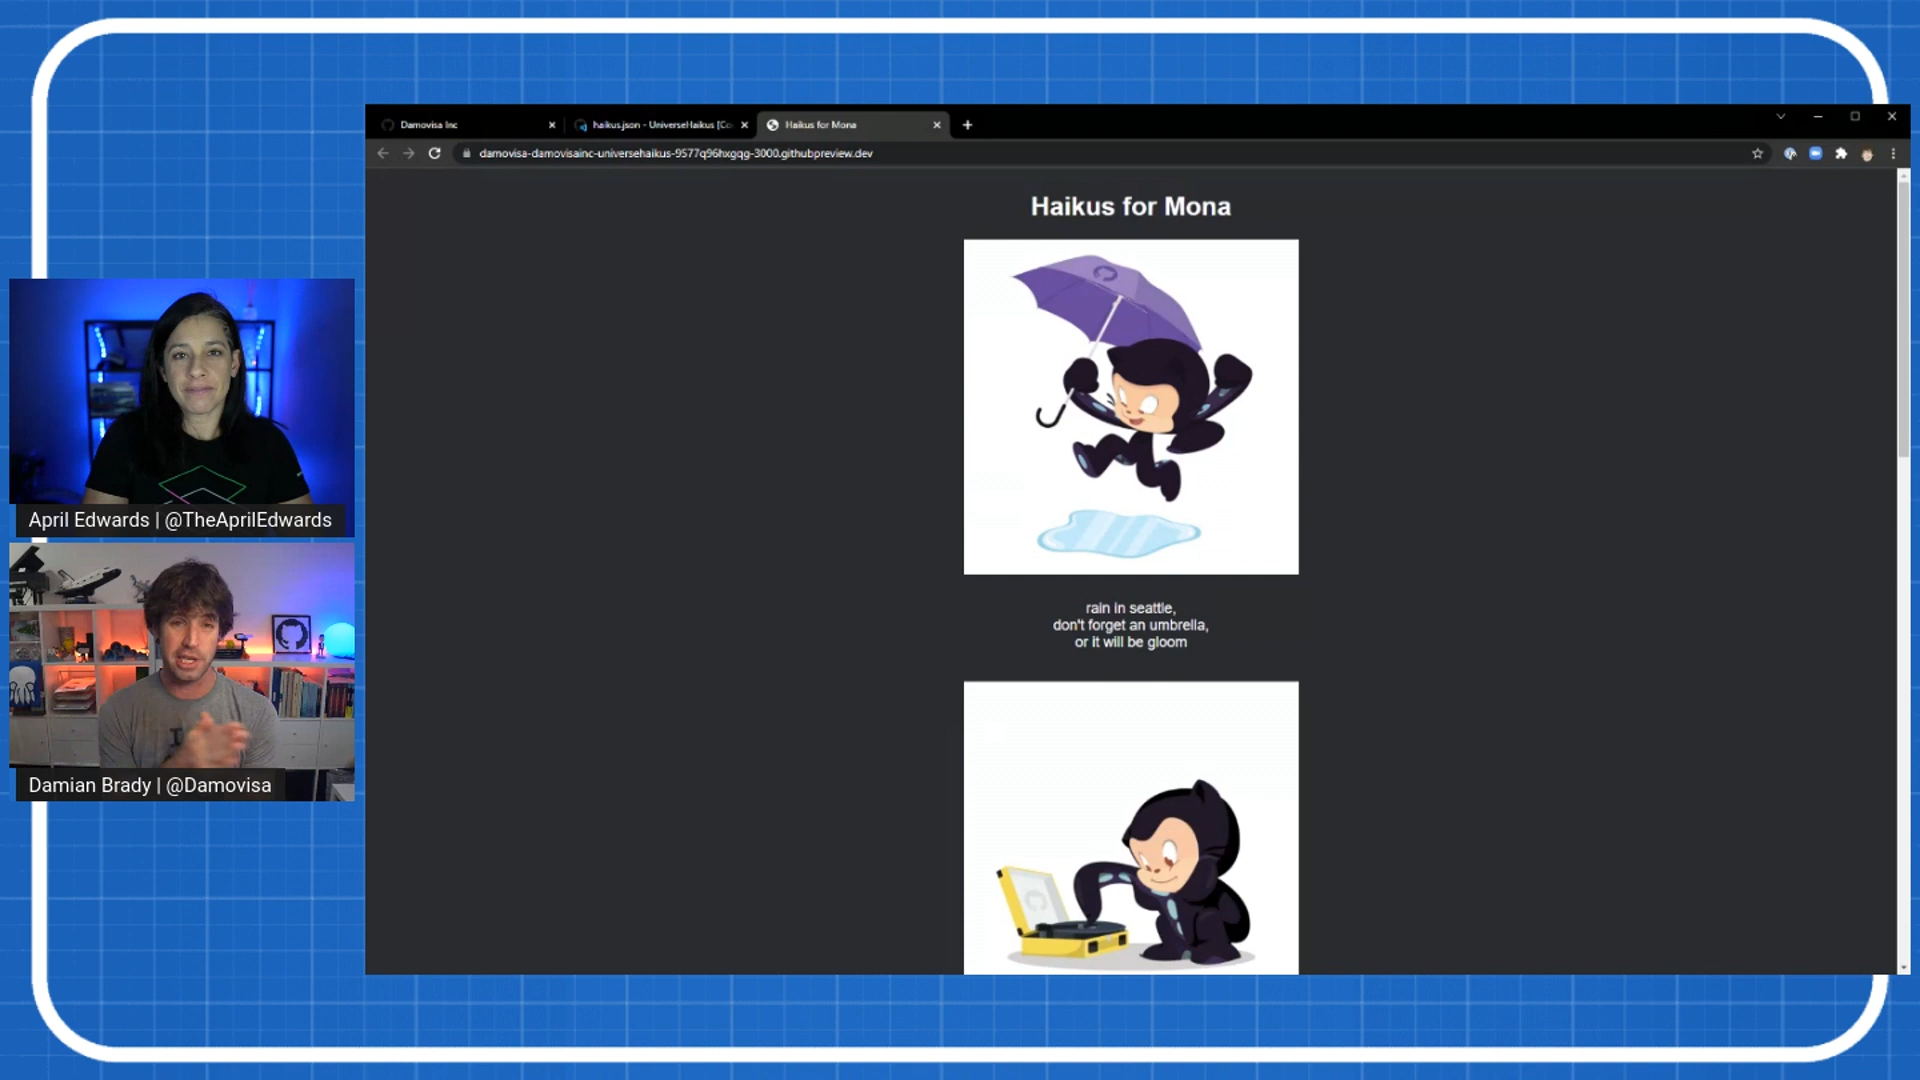 Damovisa Inc
haikus.json - UniverseHaikus [Co
Haikus for Mona
damovisa-damovisainc-universehaikus-9577q96hxgqg-3000.githubpreview.dev
Haikus for Mona
rain in seattle,
don't forget an umbrella,
or it will be gloom
April Edwards | @TheAprilEdwards
Damian Brady | @Damovisa